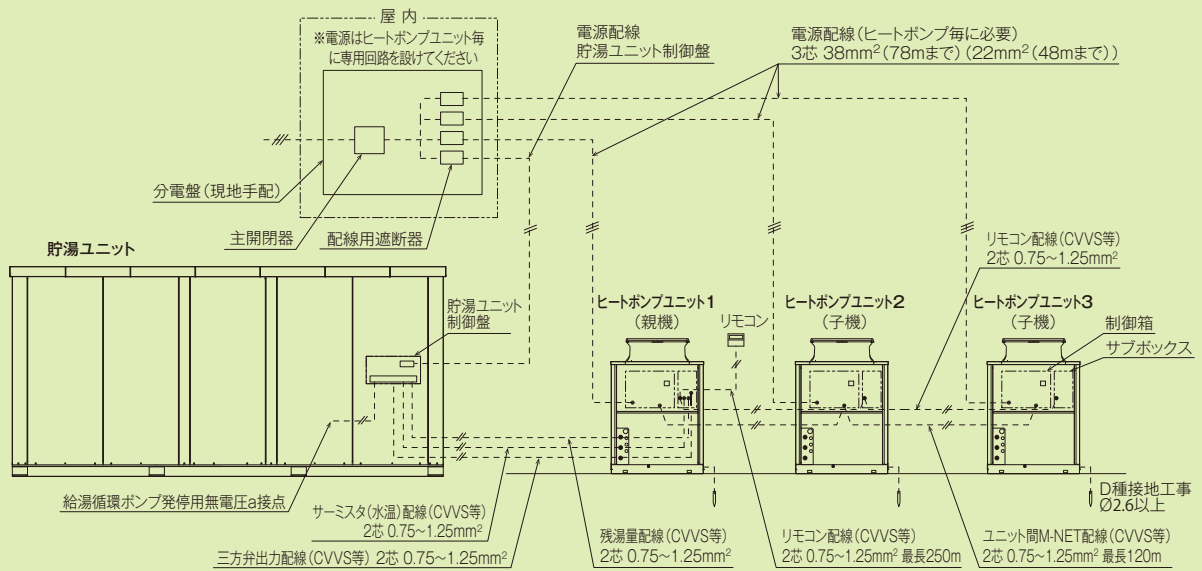 屋 内
※電源はヒートポンプユニット毎
に専用回路を設けてください
電源配線
貯湯ユニット制御盤
電源配線(ヒートポンプ毎に必要)
3芯 38mm²(78mまで)(22mm²(48mまで))
分電盤(現地手配)
主開閉器
配線用遮断器
貯湯ユニット
貯湯ユニット
制御盤
リモコン配線(CVVS等)
2芯 0.75~1.25mm²
ヒートポンプユニット1
(親機)
リモコン
ヒートポンプユニット2
(子機)
ヒートポンプユニット3
(子機)
制御箱
サブボックス
給湯循環ポンプ発停用無電圧a接点
サーミスタ(水温)配線(CVVS等)
2芯 0.75~1.25mm²
三方弁出力配線(CVVS等) 2芯 0.75~1.25mm²
残湯量配線(CVVS等)
2芯 0.75~1.25mm²
リモコン配線(CVVS等)
2芯 0.75~1.25mm² 最長250m
ユニット間M-NET配線(CVVS等)
2芯 0.75~1.25mm² 最長120m
D種接地工事
Ø2.6以上